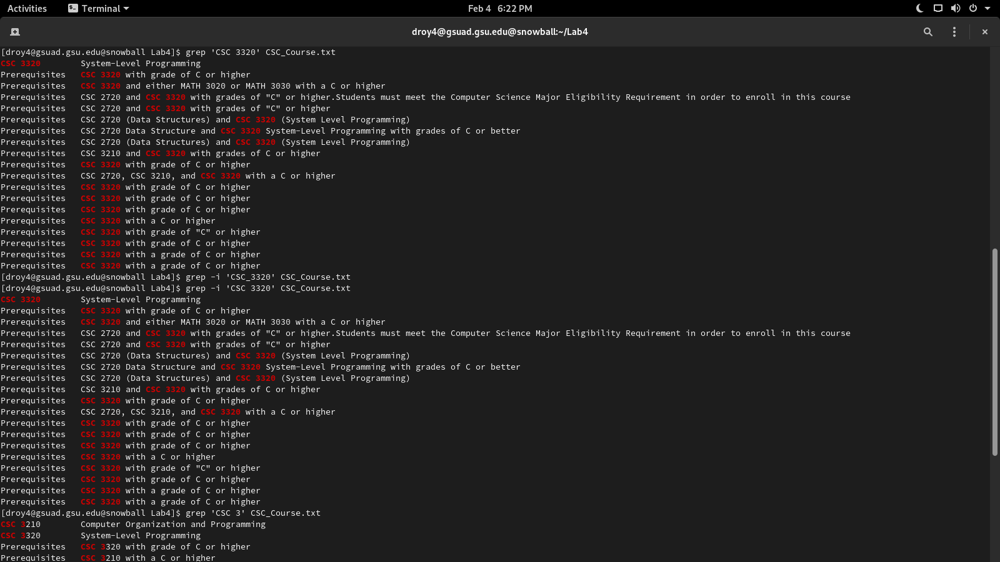 Activities Terminal Feb 4 6:22 PM
droy4@gsuad.gsu.edu@snowball:~/Lab4
[droy4@gsuad.gsu.edu@snowball Lab4]$ grep 'CSC 3320' CSC_Course.txt
CSC 3320 System-Level Programming
Prerequisites CSC 3320 with grade of C or higher
Prerequisites CSC 3320 and either MATH 3020 or MATH 3030 with a C or higher
Prerequisites CSC 2720 and CSC 3320 with grades of "C" or higher.Students must meet the Computer Science Major Eligibility Requirement in order to enroll in this course
Prerequisites CSC 2720 and CSC 3320 with grades of "C" or higher
Prerequisites CSC 2720 (Data Structures) and CSC 3320 (System Level Programming)
Prerequisites CSC 2720 Data Structure and CSC 3320 System-Level Programming with grades of C or better
Prerequisites CSC 2720 (Data Structures) and CSC 3320 (System Level Programming)
Prerequisites CSC 3210 and CSC 3320 with grades of C or higher
Prerequisites CSC 3320 with grade of C or higher
Prerequisites CSC 2720, CSC 3210, and CSC 3320 with a C or higher
Prerequisites CSC 3320 with grade of C or higher
Prerequisites CSC 3320 with grade of C or higher
Prerequisites CSC 3320 with grade of C or higher
Prerequisites CSC 3320 with a C or higher
Prerequisites CSC 3320 with grade of "C" or higher
Prerequisites CSC 3320 with grade of C or higher
Prerequisites CSC 3320 with a grade of C or higher
Prerequisites CSC 3320 with a grade of C or higher
[droy4@gsuad.gsu.edu@snowball Lab4]$ grep -i 'CSC_3320' CSC_Course.txt
[droy4@gsuad.gsu.edu@snowball Lab4]$ grep -i 'CSC 3320' CSC_Course.txt
CSC 3320 System-Level Programming
Prerequisites CSC 3320 with grade of C or higher
Prerequisites CSC 3320 and either MATH 3020 or MATH 3030 with a C or higher
Prerequisites CSC 2720 and CSC 3320 with grades of "C" or higher.Students must meet the Computer Science Major Eligibility Requirement in order to enroll in this course
Prerequisites CSC 2720 and CSC 3320 with grades of "C" or higher
Prerequisites CSC 2720 (Data Structures) and CSC 3320 (System Level Programming)
Prerequisites CSC 2720 Data Structure and CSC 3320 System-Level Programming with grades of C or better
Prerequisites CSC 2720 (Data Structures) and CSC 3320 (System Level Programming)
Prerequisites CSC 3210 and CSC 3320 with grades of C or higher
Prerequisites CSC 3320 with grade of C or higher
Prerequisites CSC 2720, CSC 3210, and CSC 3320 with a C or higher
Prerequisites CSC 3320 with grade of C or higher
Prerequisites CSC 3320 with grade of C or higher
Prerequisites CSC 3320 with grade of C or higher
Prerequisites CSC 3320 with a C or higher
Prerequisites CSC 3320 with grade of "C" or higher
Prerequisites CSC 3320 with grade of C or higher
Prerequisites CSC 3320 with a grade of C or higher
Prerequisites CSC 3320 with a grade of C or higher
[droy4@gsuad.gsu.edu@snowball Lab4]$ grep 'CSC 3' CSC_Course.txt
CSC 3210 Computer Organization and Programming
CSC 3320 System-Level Programming
Prerequisites CSC 3320 with grade of C or higher
Prerequisites CSC 3210 with a C or higher